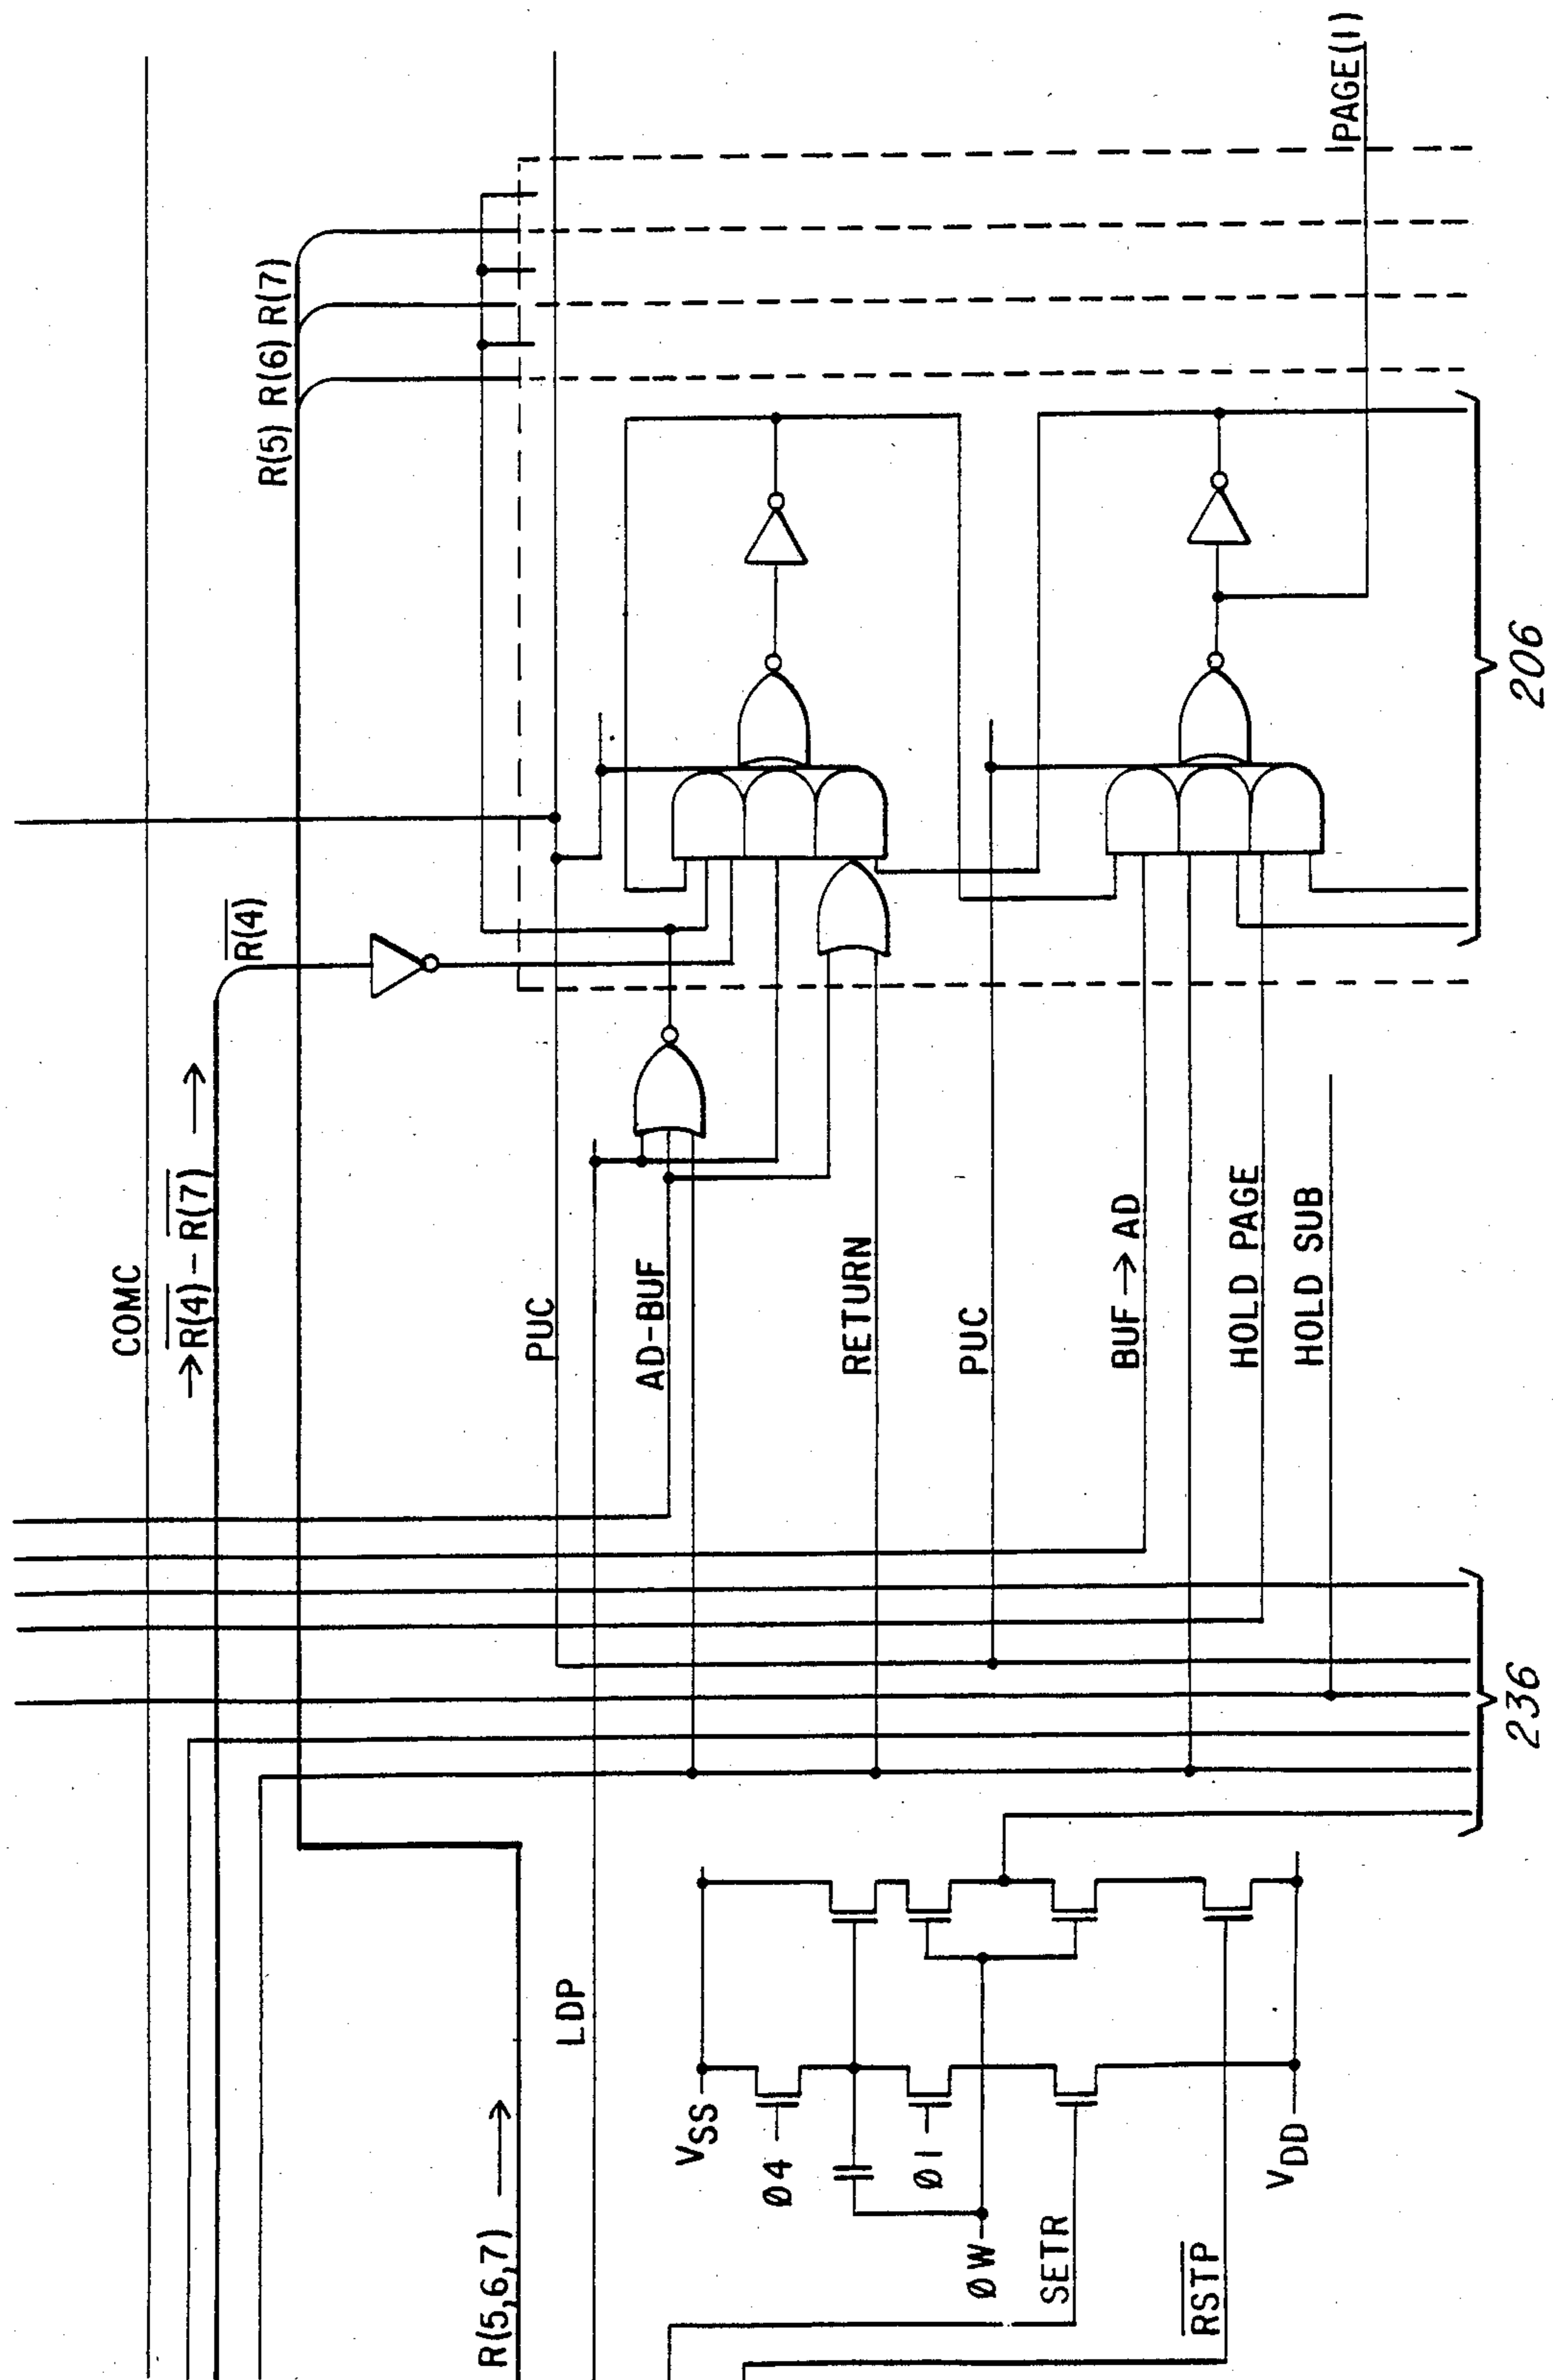 COMC
→R̅(̅4̅)̅ – R̅(̅7̅)̅ →
R̅(̅4̅)̅
R(5) R(6) R(7)
R(5,6,7) →
PUC
LDP
AD-BUF
RETURN
PUC
BUF → AD
HOLD PAGE
HOLD SUB
PAGE(1)
VSS
Ø4
Ø1
ØW
SETR
R̅S̅T̅P̅
VDD
206
236